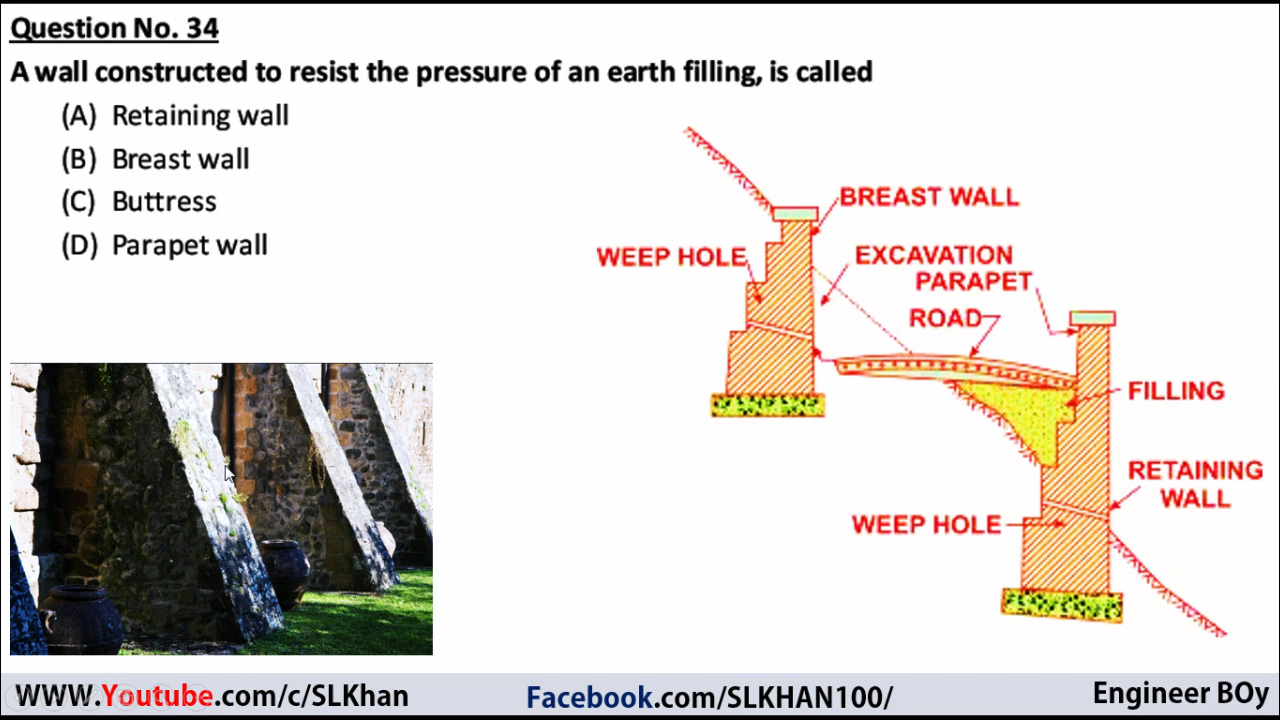 Question No. 34
A wall constructed to resist the pressure of an earth filling, is called
(A) Retaining wall
(B) Breast wall
(C) Buttress
(D) Parapet wall
BREAST WALL
WEEP HOLE
EXCAVATION
PARAPET
ROAD
FILLING
RETAINING
WALL
WEEP HOLE
WWW.Youtube.com/c/SLKhan
Facebook.com/SLKHAN100/
Engineer BOy